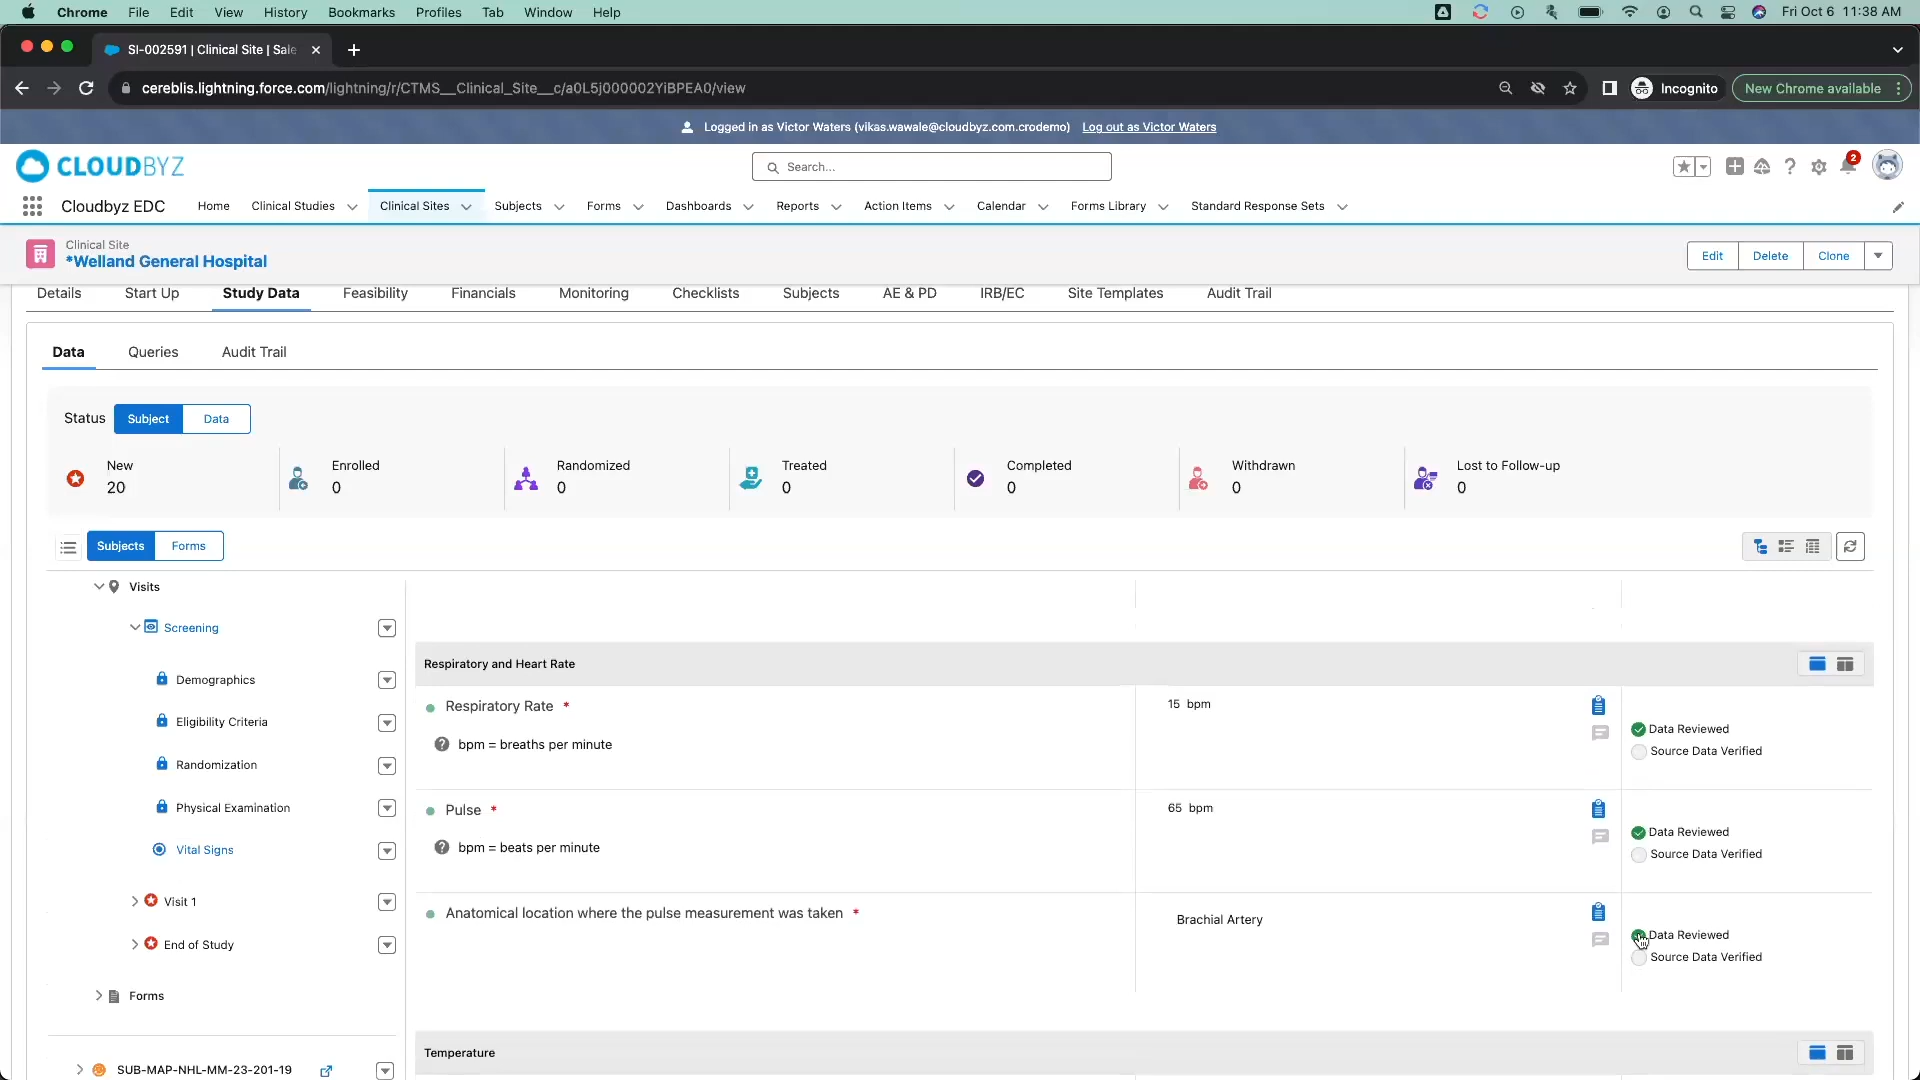 Chrome File Edit View History Bookmarks Profiles Tab Window Help Fri Oct 6 11:38 AM
SI-002591 | Clinical Site | Sale
cereblis.lightning.force.com/lightning/r/CTMS__Clinical_Site__c/a0L5j000002YiBPEA0/view Incognito New Chrome available
Logged in as Victor Waters (vikas.wawale@cloudbyz.com.crodemo) Log out as Victor Waters
CLOUDBYZ Search... 2
Cloudbyz EDC Home Clinical Studies Clinical Sites Subjects Forms Dashboards Reports Action Items Calendar Forms Library Standard Response Sets
Clinical Site
*Welland General Hospital Edit Delete Clone
Details Start Up Study Data Feasibility Financials Monitoring Checklists Subjects AE & PD IRB/EC Site Templates Audit Trail
Data Queries Audit Trail
Status Subject Data
New Enrolled Randomized Treated Completed Withdrawn Lost to Follow-up
20 0 0 0 0 0 0
Subjects Forms
Visits
Screening
Respiratory and Heart Rate
Demographics
Respiratory Rate * 15 bpm
Eligibility Criteria
Data Reviewed
bpm = breaths per minute
Source Data Verified
Randomization
Physical Examination
Pulse * 65 bpm
Data Reviewed
Vital Signs
bpm = beats per minute
Source Data Verified
Visit 1
Anatomical location where the pulse measurement was taken * Brachial Artery
Data Reviewed
End of Study
Source Data Verified
Forms
Temperature
SUB-MAP-NHL-MM-23-201-19